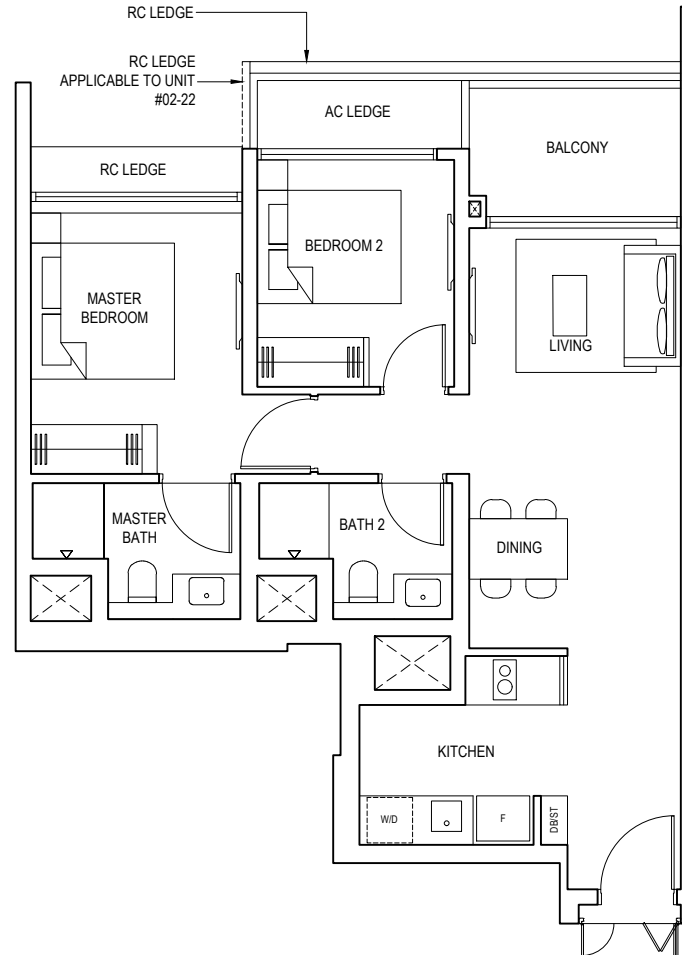 RC LEDGE
RC LEDGE
APPLICABLE TO UNIT
#02-22
AC LEDGE
BALCONY
RC LEDGE
BEDROOM 2
MASTER
BEDROOM
LIVING
MASTER
BATH
BATH 2
DINING
KITCHEN
W/D
F
DB/ST